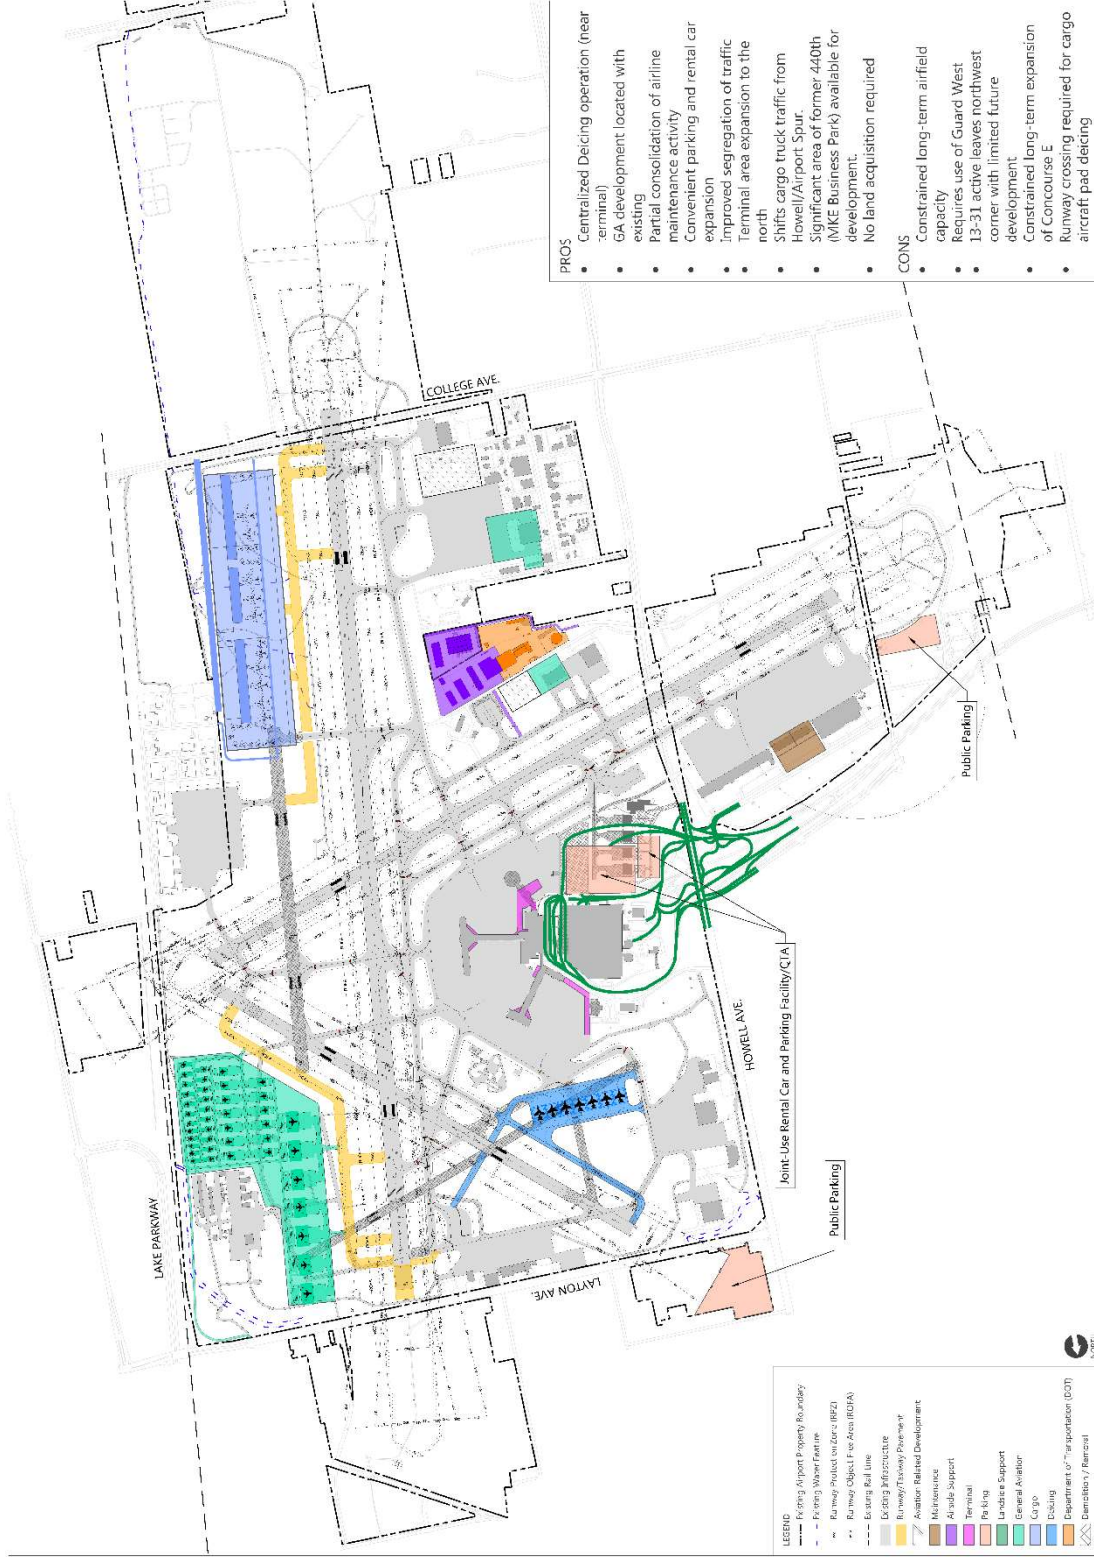 PROS
• Centralized Deicing operation (near
terminal)
• GA development located with
existing
• Partial consolidation of airline
maintenance activity
• Convenient parking and rental car
expansion
• Improved segregation of traffic
• Terminal area expansion to the
north
• Shifts cargo truck traffic from
Howell/Airport Spur.
• Significant area of former 440th
(MKE Business Park) available for
development.
• No land acquisition required
CONS
• Constrained long-term airfield
capacity
• Requires use of Guard West
• 13-31 active leaves northwest
corner with limited future
development
• Constrained long-term expansion
of Concourse E
• Runway crossing required for cargo
aircraft pad deicing
COLLEGE AVE.
LAKE PARKWAY
LAYTON AVE.
HOWELL AVE.
Public Parking
Joint-Use Rental Car and Parking Facility/QTA
Public Parking
LEGEND
Existing Airport Property Boundary
Existing Water Feature
Runway Protection Zone (RPZ)
Runway Object Free Area (ROFA)
Existing Rail Line
Existing Infrastructure
Runway/Taxiway Pavement
Aviation Related Development
Maintenance
Airside Support
Terminal
Parking
Landside Support
General Aviation
Cargo
Deicing
Department of Transportation (DOT)
Demolition / Removal
NORTH